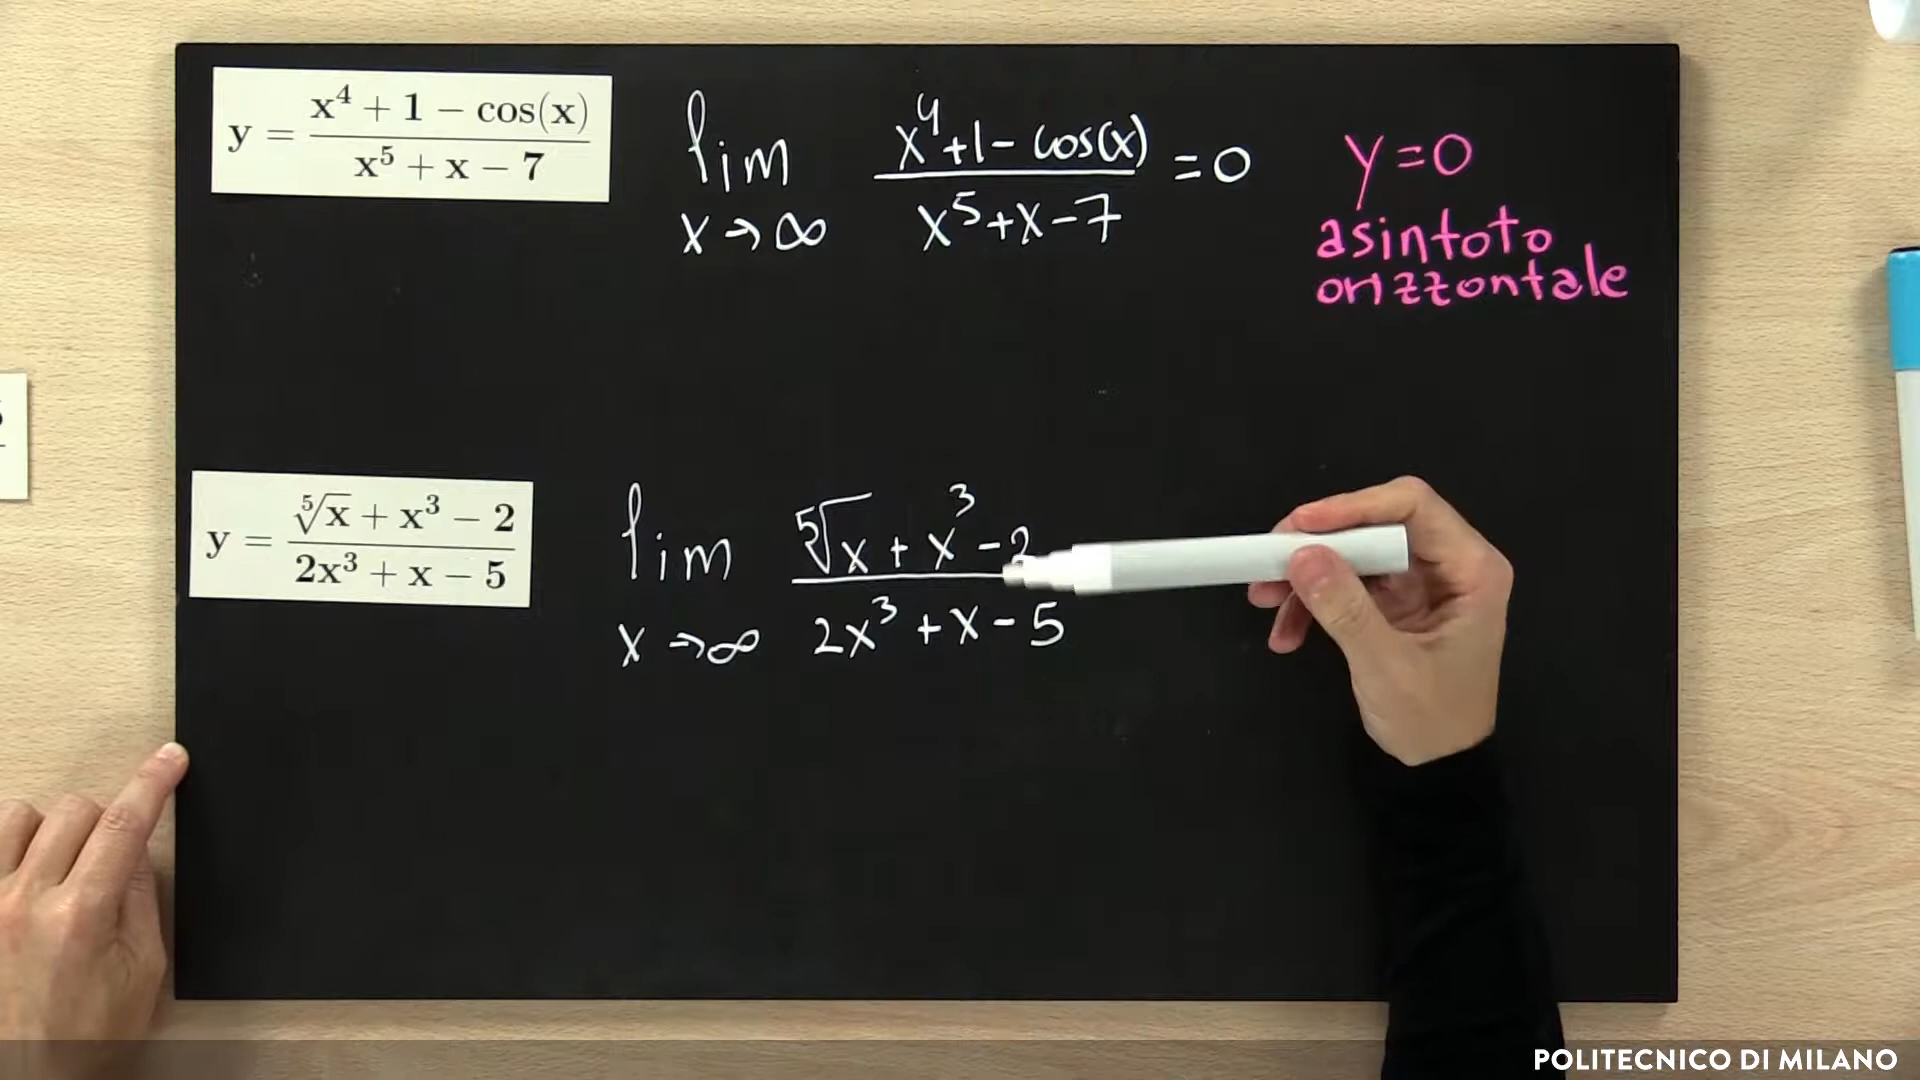 y = (x⁴ + 1 − cos(x)) / (x⁵ + x − 7)
lim x→∞ (x⁴+1−cos(x)) / (x⁵+x−7) = 0
y=0
asintoto
orizzontale
y = (⁵√x + x³ − 2) / (2x³ + x − 5)
lim x→∞ (⁵√x + x³ − 2) / (2x³ + x − 5)
POLITECNICO DI MILANO